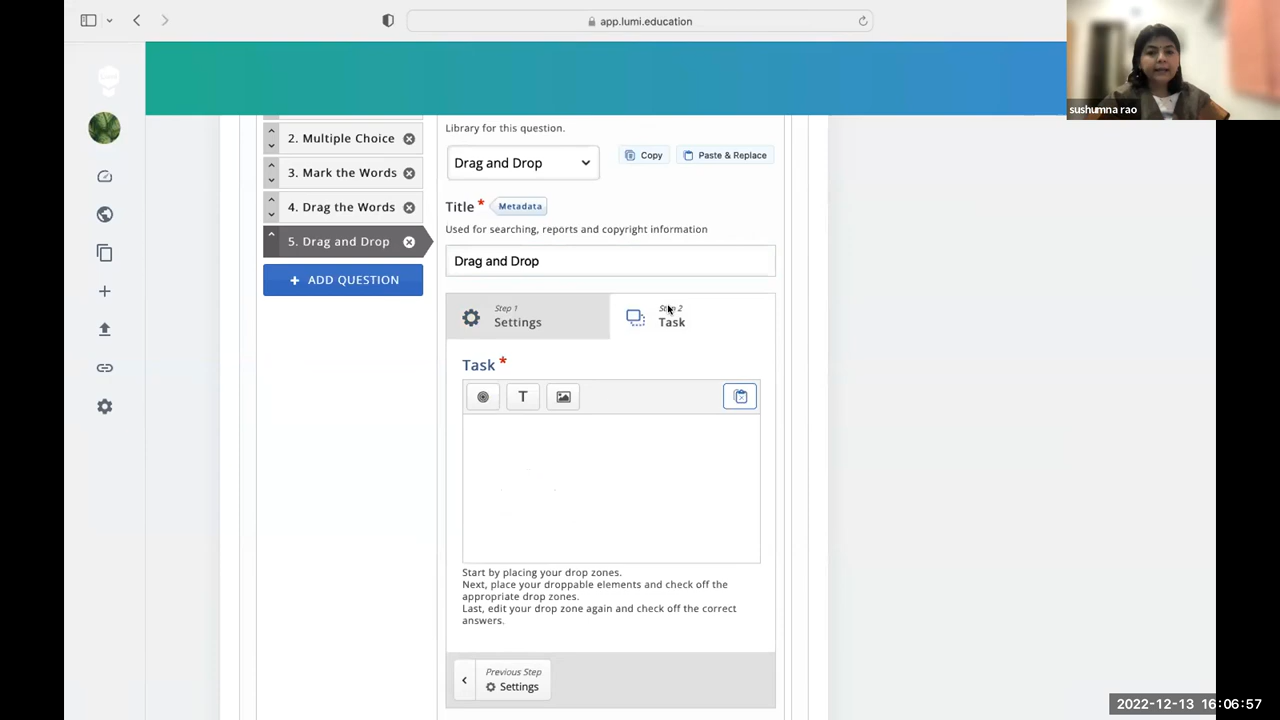 app.lumi.education
sushumna rao
Library for this question.
2. Multiple Choice
Drag and Drop
Copy
Paste & Replace
3. Mark the Words
4. Drag the Words
Title * Metadata
Used for searching, reports and copyright information
5. Drag and Drop
Drag and Drop
+ ADD QUESTION
Step 1
Settings
Step 2
Task
Task *
T
Start by placing your drop zones.
Next, place your droppable elements and check off the
appropriate drop zones.
Last, edit your drop zone again and check off the correct
answers.
Previous Step
Settings
2022-12-13 16:06:57